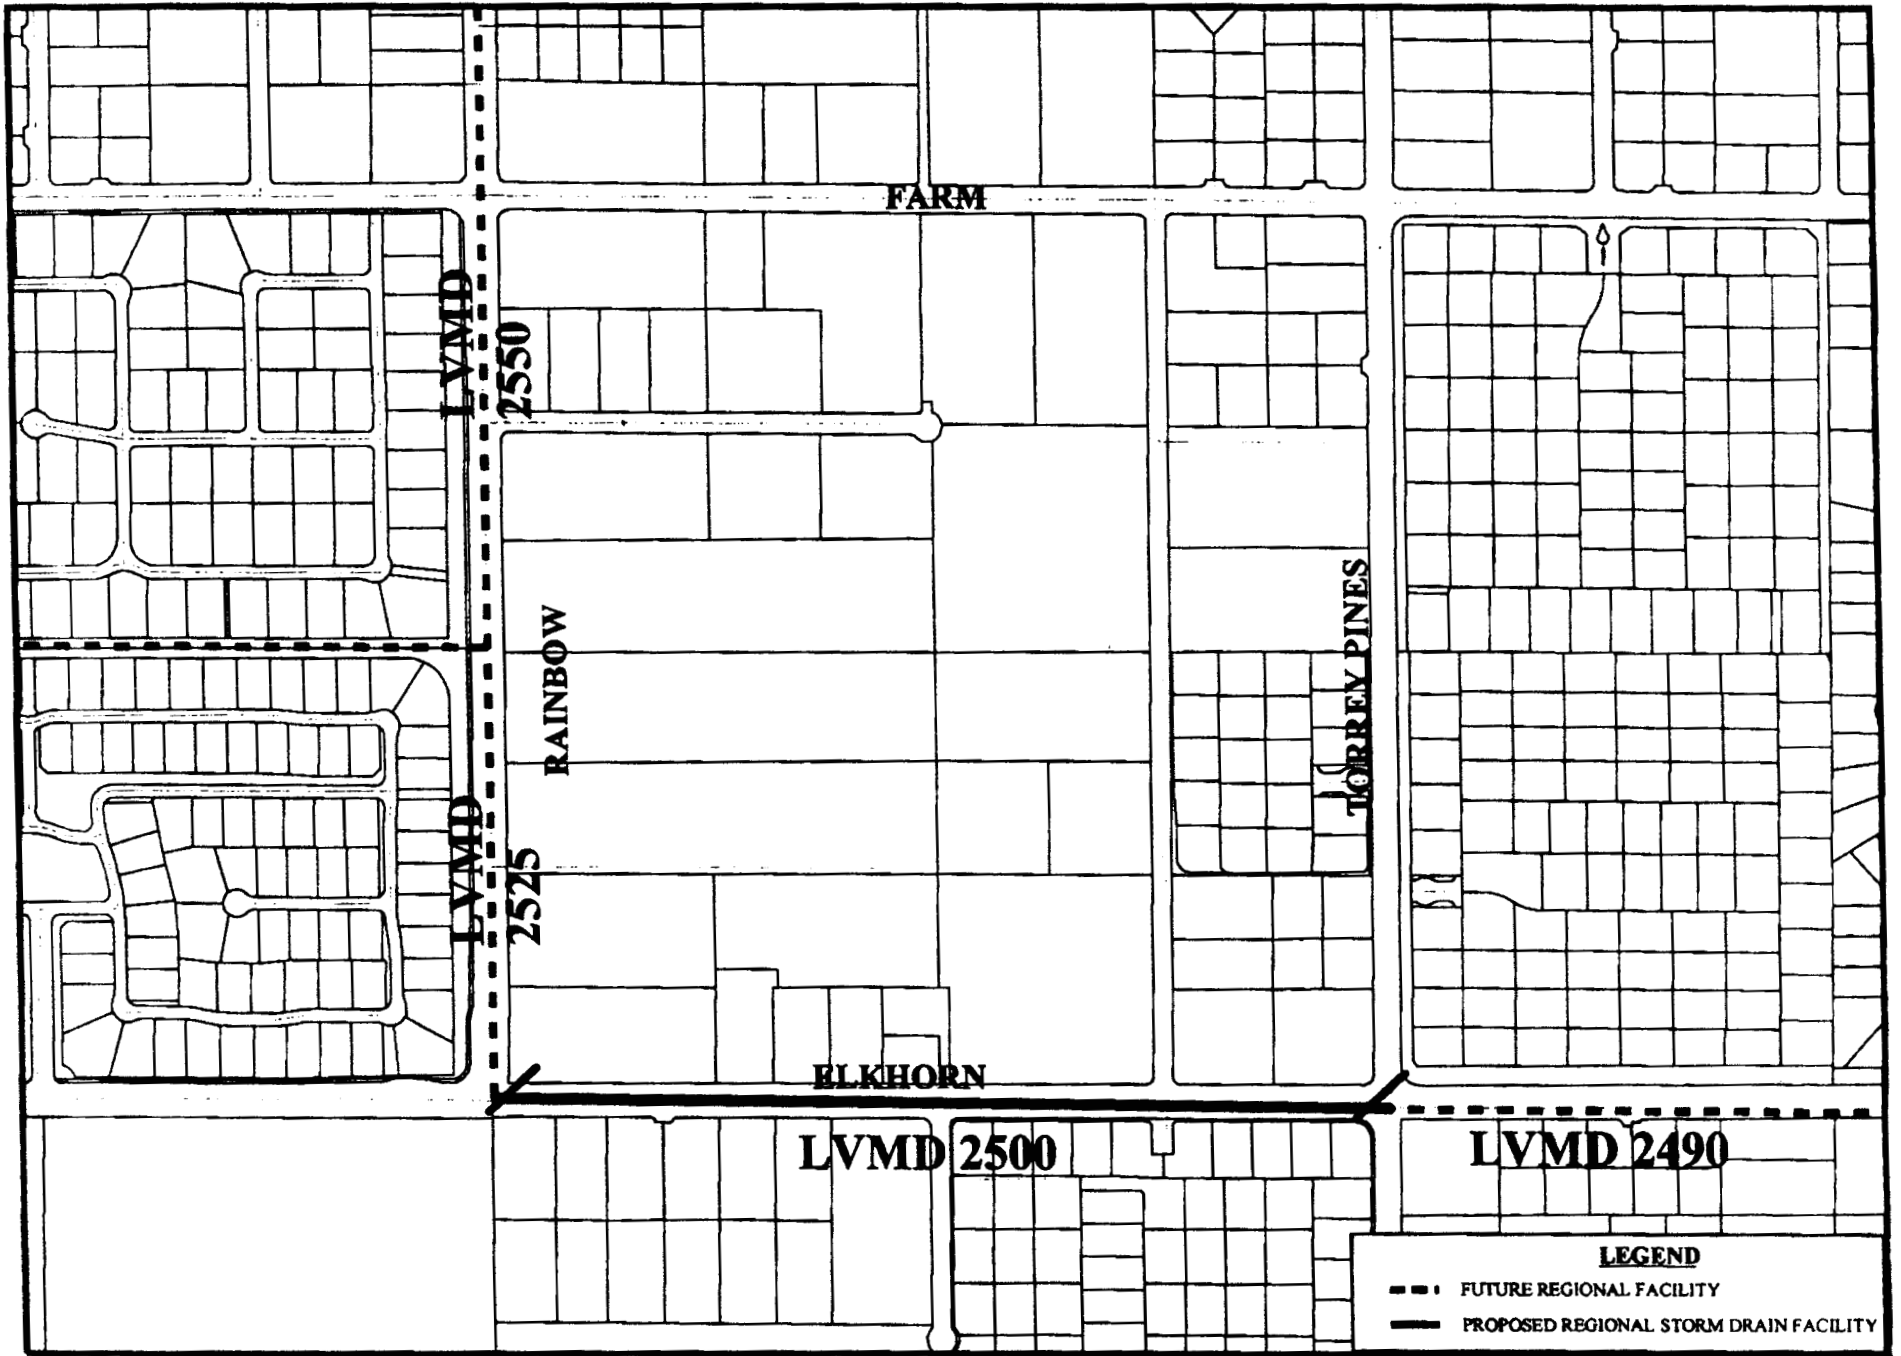 FARM
LVMD
2550
RAINBOW
TORREY PINES
LVMD
2525
ELKHORN
LVMD 2500
LVMD 2490
LEGEND
FUTURE REGIONAL FACILITY
PROPOSED REGIONAL STORM DRAIN FACILITY